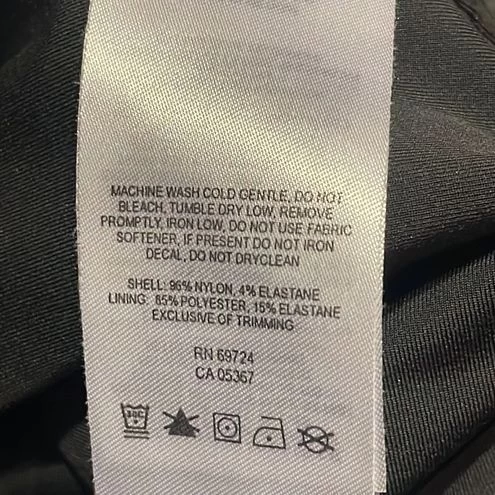 MACHINE WASH COLD GENTLE, DO NOT
BLEACH, TUMBLE DRY LOW, REMOVE
PROMPTLY, IRON LOW, DO NOT USE FABRIC
SOFTENER, IF PRESENT DO NOT IRON
DECAL, DO NOT DRYCLEAN
SHELL: 96% NYLON, 4% ELASTANE
LINING: 85% POLYESTER, 15% ELASTANE
EXCLUSIVE OF TRIMMING
RN 69724
CA 05367
30C